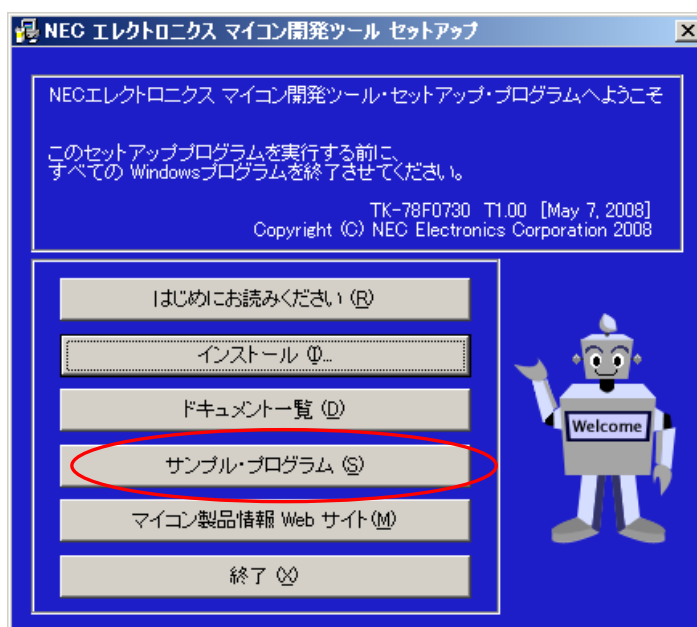 NEC エレクトロニクス マイコン開発ツール セットアップ
NECエレクトロニクス マイコン開発ツール・セットアップ・プログラムへようこそ
このセットアッププログラムを実行する前に、
すべての Windowsプログラムを終了させてください。
TK-78F0730 T1.00 [May 7, 2008]
Copyright (C) NEC Electronics Corporation 2008
はじめにお読みください (R)
インストール (I)...
ドキュメント一覧 (D)
サンプル・プログラム (S)
マイコン製品情報 Web サイト(M)
終了 (X)
Welcome